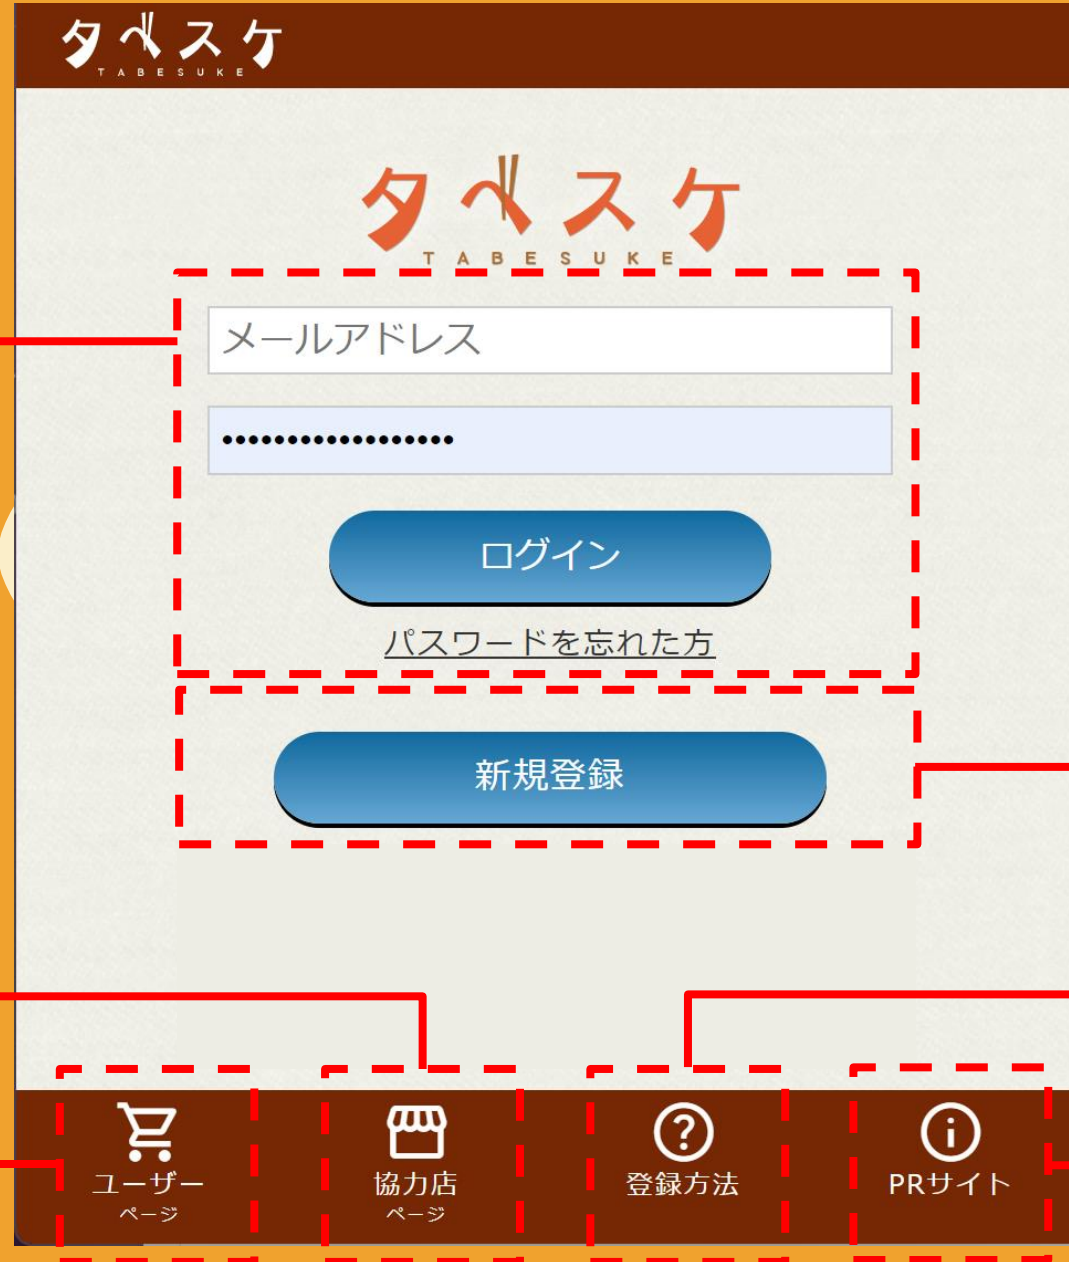 タベスケ
TABESUKE
タベスケ
TABESUKE
メールアドレス
••••••••••••••••••
ログイン
パスワードを忘れた方
新規登録
ユーザー
ページ
協力店
ページ
?
登録方法
i
PRサイト